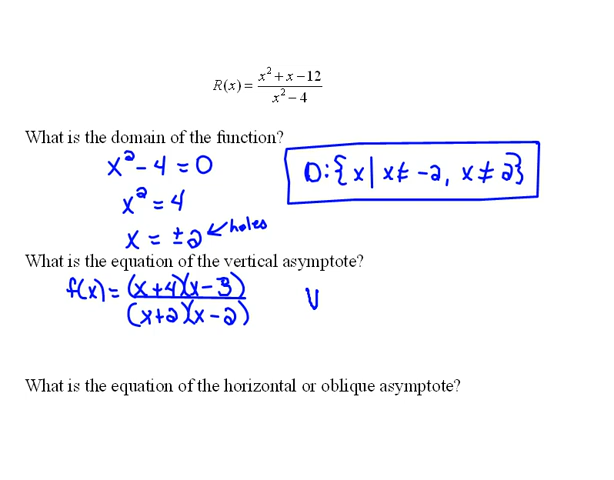 R(x) = (x² + x − 12)/(x² − 4)
What is the domain of the function?
x² − 4 = 0
D: {x | x ≠ −2, x ≠ 2}
x² = 4
x = ±2 ← holes
What is the equation of the vertical asymptote?
f(x) = (x+4)(x−3)/(x+2)(x−2)
V
What is the equation of the horizontal or oblique asymptote?